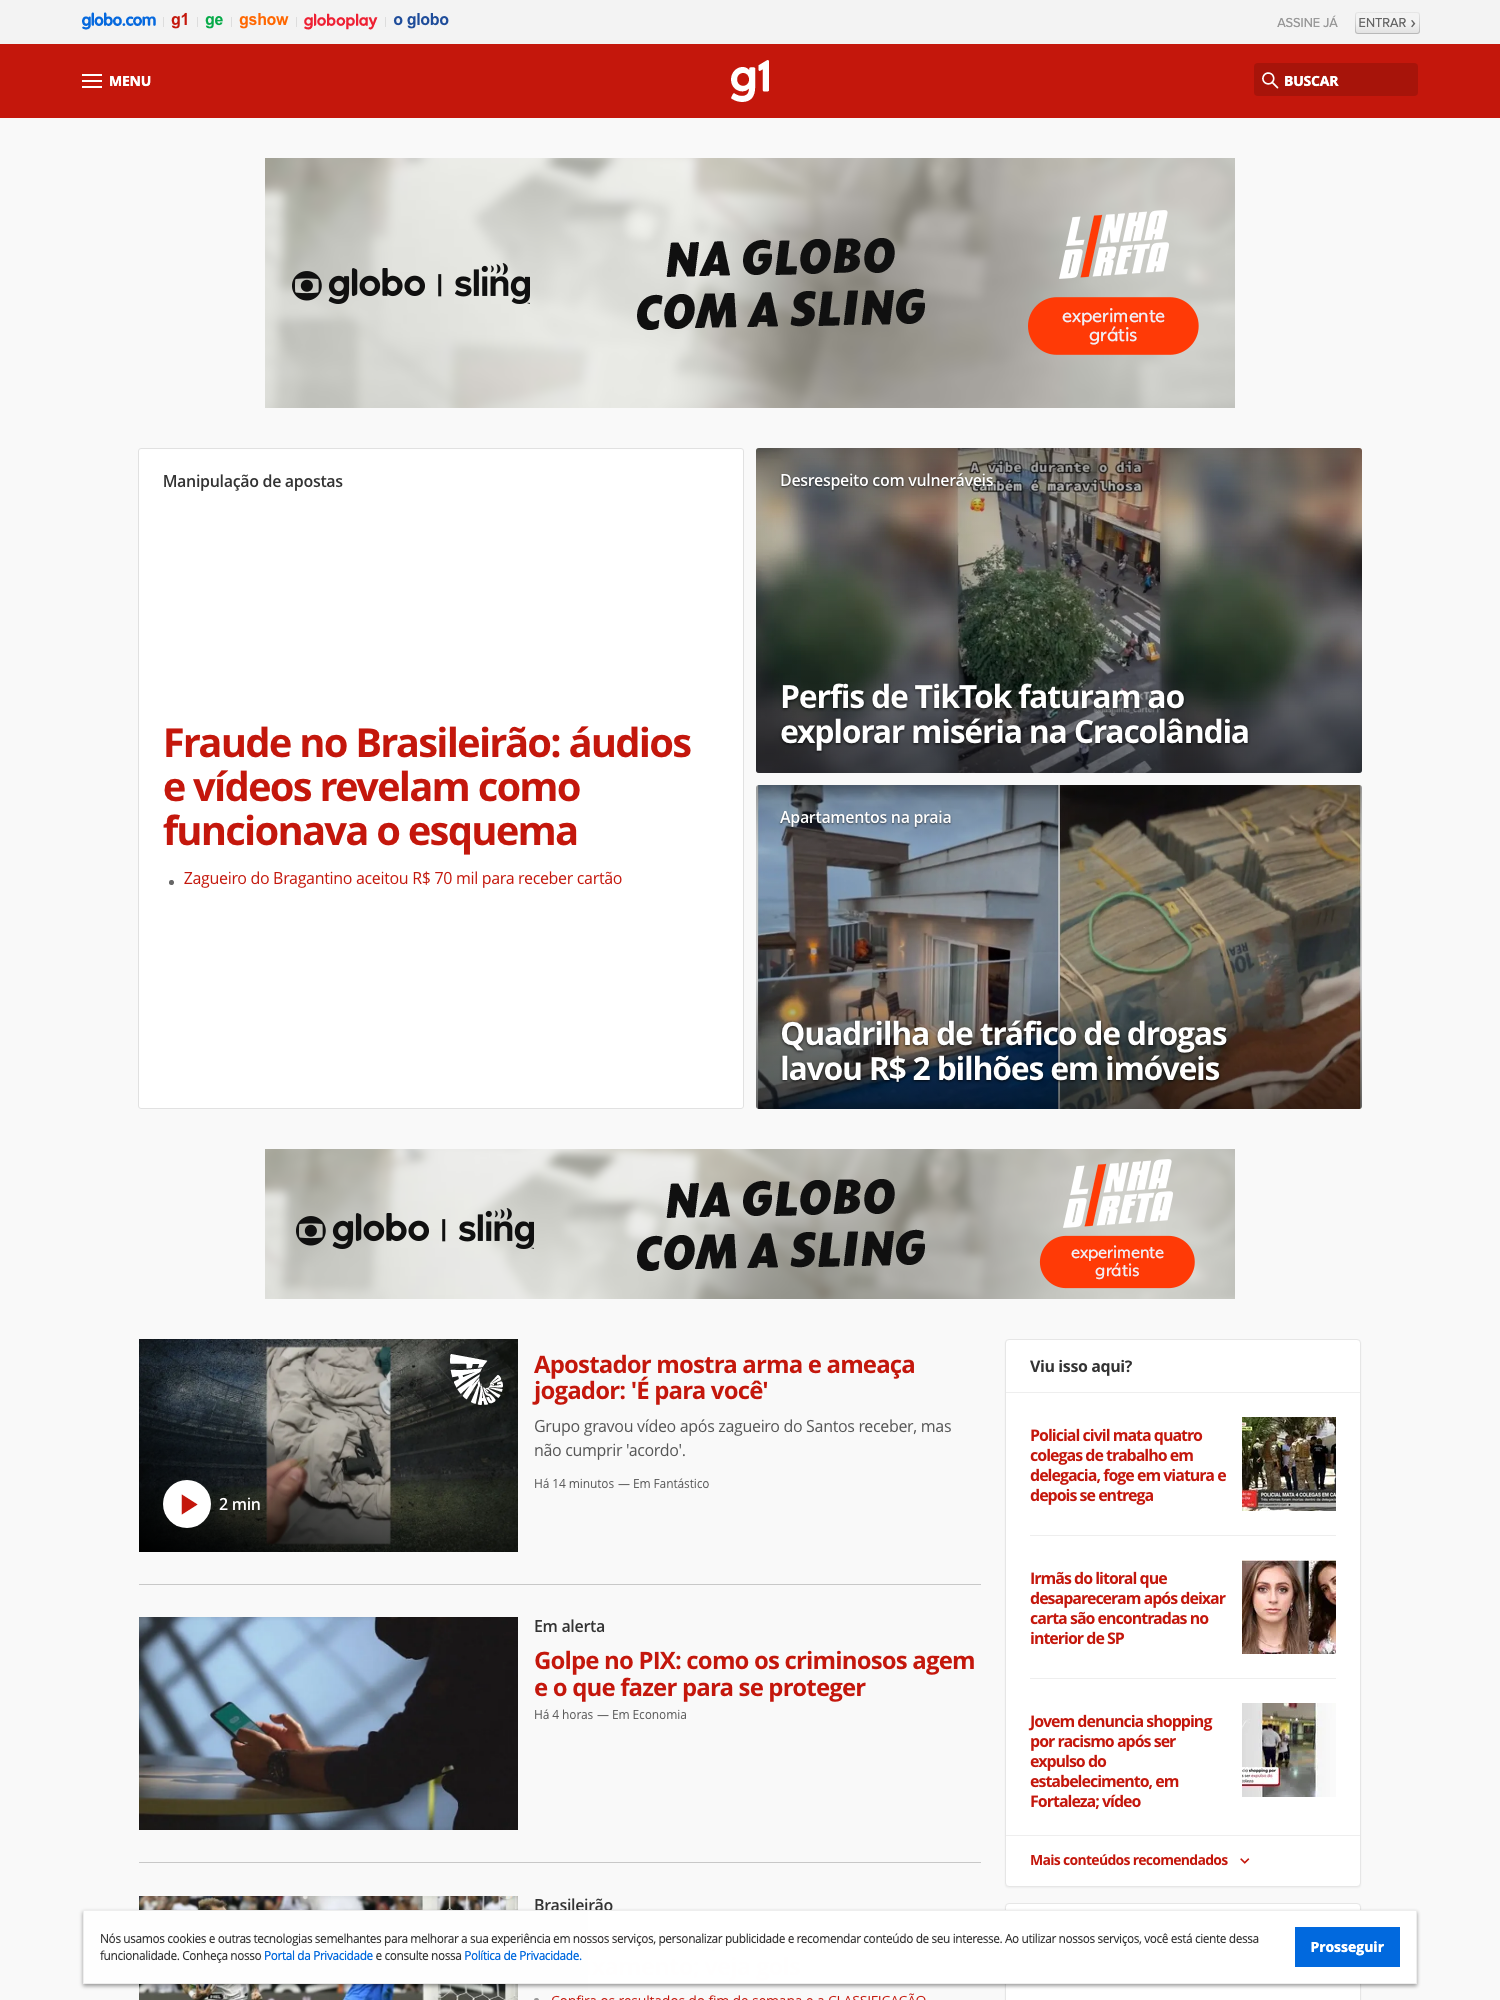 globo.com g1 ge gshow globoplay o globo
ASSINE JÁ ENTRAR ›
MENU
g1
BUSCAR
globo | sling
NA GLOBO
COM A SLING
LINHA
DIRETA
experimente
grátis
Manipulação de apostas
Fraude no Brasileirão: áudios
e vídeos revelam como
funcionava o esquema
Zagueiro do Bragantino aceitou R$ 70 mil para receber cartão
Desrespeito com vulneráveis
A vibe durante o dia
também é maravilhosa
Perfis de TikTok faturam ao
explorar miséria na Cracolândia
Apartamentos na praia
Quadrilha de tráfico de drogas
lavou R$ 2 bilhões em imóveis
globo | sling
NA GLOBO
COM A SLING
LINHA
DIRETA
experimente
grátis
2 min
Apostador mostra arma e ameaça
jogador: 'É para você'
Grupo gravou vídeo após zagueiro do Santos receber, mas
não cumprir 'acordo'.
Há 14 minutos — Em Fantástico
Em alerta
Golpe no PIX: como os criminosos agem
e o que fazer para se proteger
Há 4 horas — Em Economia
Brasileirão
Confira os resultados do fim de semana e a CLASSIFICAÇÃO
Viu isso aqui?
Policial civil mata quatro
colegas de trabalho em
delegacia, foge em viatura e
depois se entrega
POLICIAL MATA 4 COLEGAS EM CA
Irmãs do litoral que
desapareceram após deixar
carta são encontradas no
interior de SP
Jovem denuncia shopping
por racismo após ser
expulso do
estabelecimento, em
Fortaleza; vídeo
Mais conteúdos recomendados
Nós usamos cookies e outras tecnologias semelhantes para melhorar a sua experiência em nossos serviços, personalizar publicidade e recomendar conteúdo de seu interesse. Ao utilizar nossos serviços, você está ciente dessa
funcionalidade. Conheça nosso Portal da Privacidade e consulte nossa Política de Privacidade.
Prosseguir